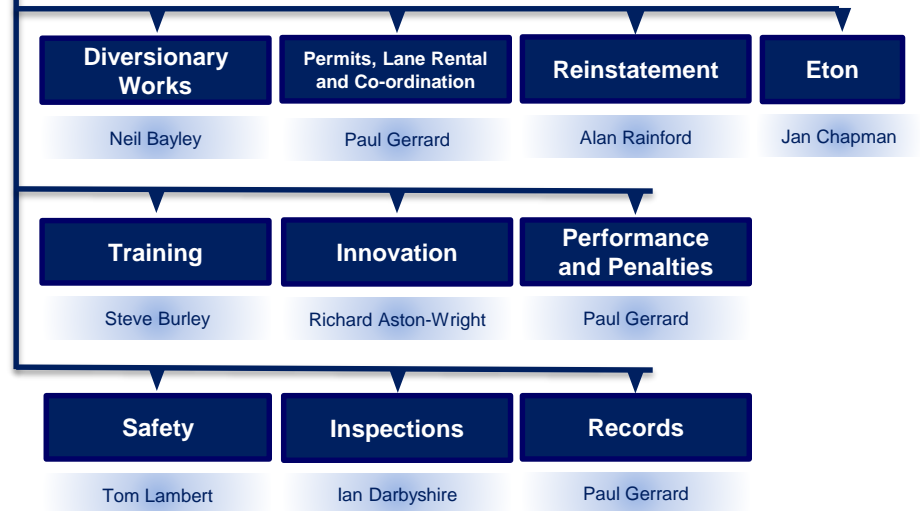 Diversionary
Works
Permits, Lane Rental
and Co-ordination
Reinstatement
Eton
Neil Bayley
Paul Gerrard
Alan Rainford
Jan Chapman
Training
Innovation
Performance
and Penalties
Steve Burley
Richard Aston-Wright
Paul Gerrard
Safety
Inspections
Records
Tom Lambert
Ian Darbyshire
Paul Gerrard